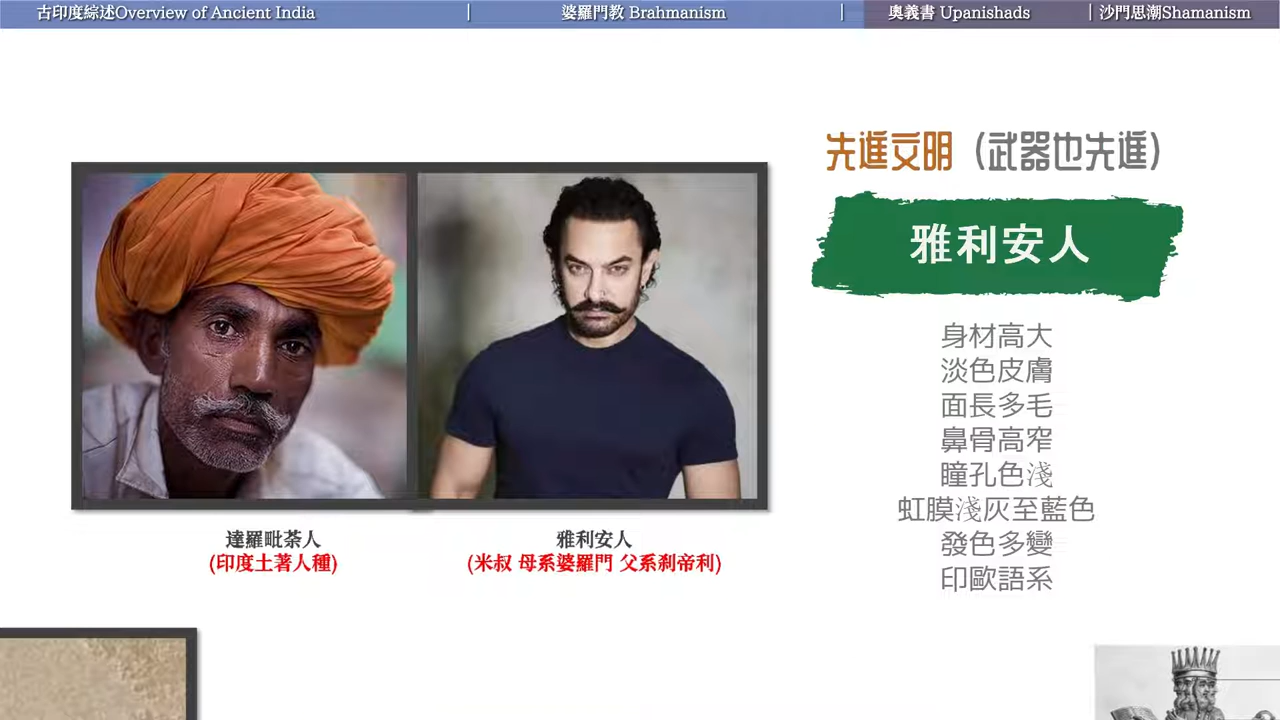 古印度綜述Overview of Ancient India | 婆羅門教 Brahmanism | 奧義書 Upanishads | 沙門思潮Shamanism
先進文明（武器也先進）
雅利安人
身材高大
淡色皮膚
面長多毛
鼻骨高窄
瞳孔色淺
虹膜淺灰至藍色
發色多變
印歐語系
達羅毗荼人
(印度土著人種)
雅利安人
(米叔 母系婆羅門 父系剎帝利)